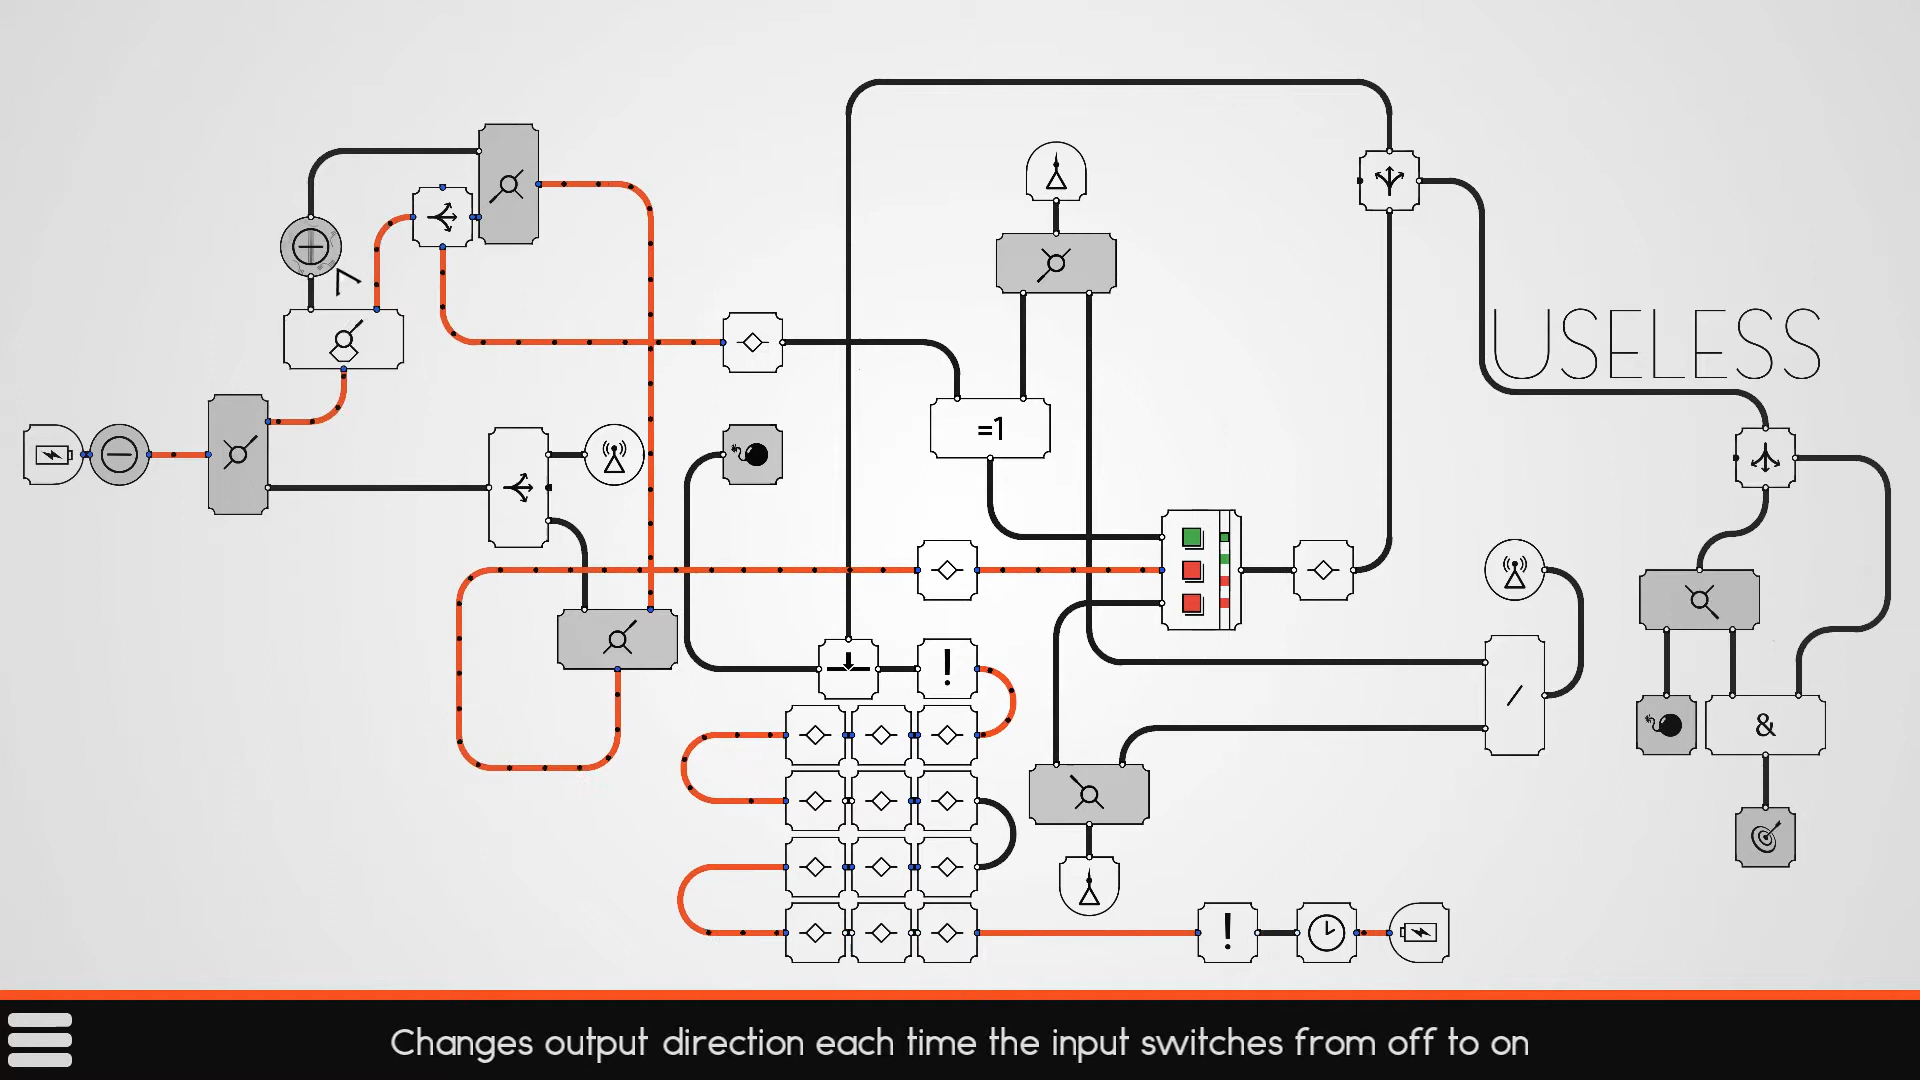 USELESS
=1
!
&
!
Changes output direction each time the input switches from off to on